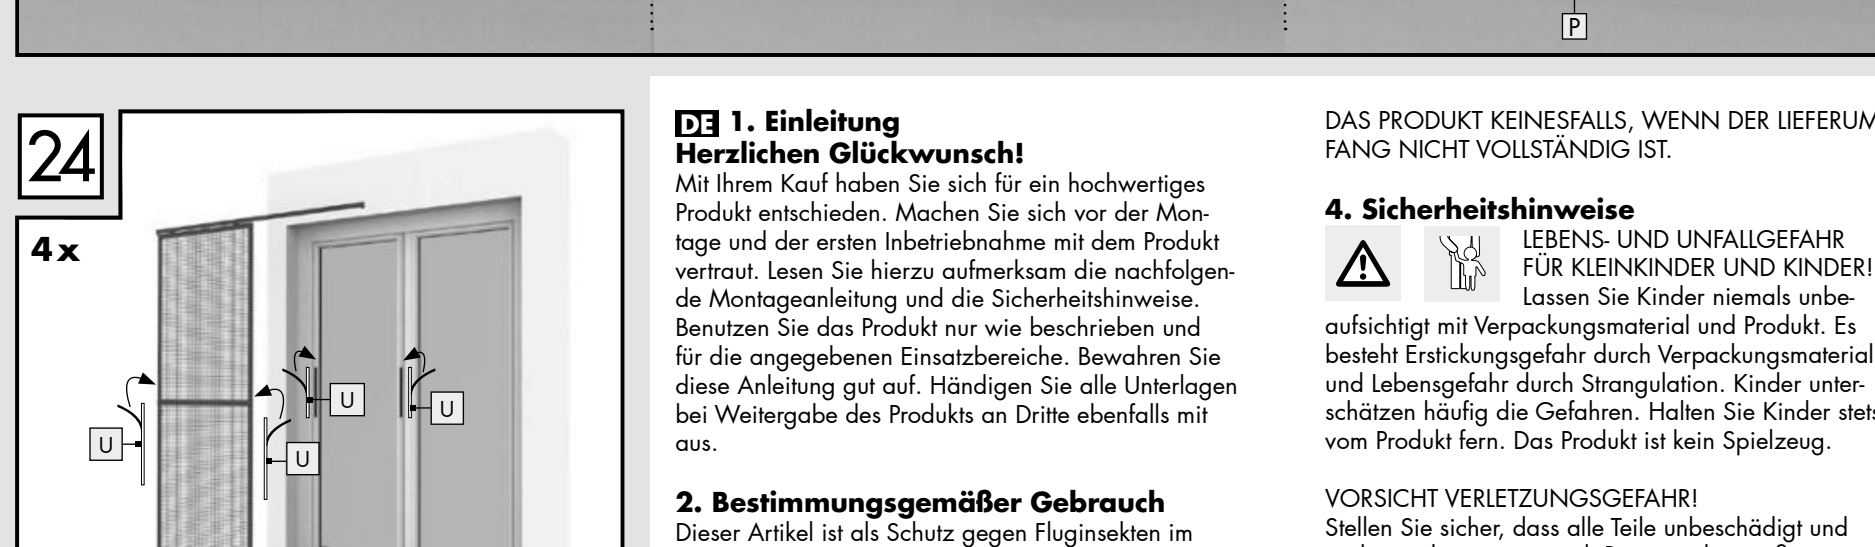 P
24
4x
U
U
U
U
DE 1. Einleitung
Herzlichen Glückwunsch!
Mit Ihrem Kauf haben Sie sich für ein hochwertiges
Produkt entschieden. Machen Sie sich vor der Mon-
tage und der ersten Inbetriebnahme mit dem Produkt
vertraut. Lesen Sie hierzu aufmerksam die nachfolgen-
de Montageanleitung und die Sicherheitshinweise.
Benutzen Sie das Produkt nur wie beschrieben und
für die angegebenen Einsatzbereiche. Bewahren Sie
diese Anleitung gut auf. Händigen Sie alle Unterlagen
bei Weitergabe des Produkts an Dritte ebenfalls mit
aus.
2. Bestimmungsgemäßer Gebrauch
Dieser Artikel ist als Schutz gegen Fluginsekten im
DAS PRODUKT KEINESFALLS, WENN DER LIEFERUM
FANG NICHT VOLLSTÄNDIG IST.
4. Sicherheitshinweise
LEBENS- UND UNFALLGEFAHR
FÜR KLEINKINDER UND KINDER!
Lassen Sie Kinder niemals unbe-
aufsichtigt mit Verpackungsmaterial und Produkt. Es
besteht Erstickungsgefahr durch Verpackungsmaterial
und Lebensgefahr durch Strangulation. Kinder unter-
schätzen häufig die Gefahren. Halten Sie Kinder stets
vom Produkt fern. Das Produkt ist kein Spielzeug.
VORSICHT VERLETZUNGSGEFAHR!
Stellen Sie sicher, dass alle Teile unbeschädigt und